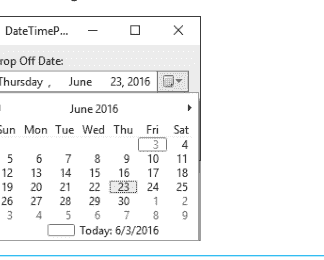 DateTimeP...
rop Off Date:
Thursday , June 23, 2016
June 2016
Sun Mon Tue Wed Thu Fri Sat
3 4
5 6 7 8 9 10 11
12 13 14 15 16 17 18
19 20 21 22 23 24 25
26 27 28 29 30 1 2
3 4 5 6 7 8 9
Today: 6/3/2016